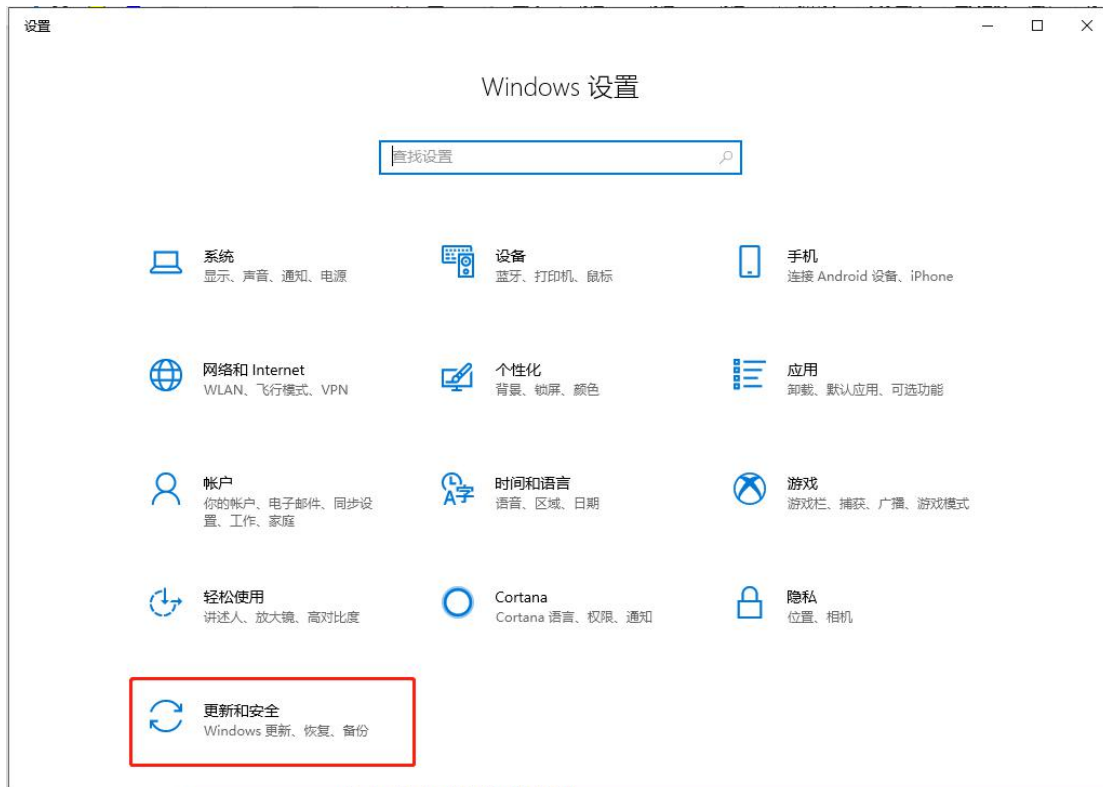 设置
Windows 设置
查找设置
系统
显示、声音、通知、电源
设备
蓝牙、打印机、鼠标
手机
连接 Android 设备、iPhone
网络和 Internet
WLAN、飞行模式、VPN
个性化
背景、锁屏、颜色
应用
卸载、默认应用、可选功能
帐户
你的帐户、电子邮件、同步设
置、工作、家庭
时间和语言
语音、区域、日期
游戏
游戏栏、捕获、广播、游戏模式
轻松使用
讲述人、放大镜、高对比度
Cortana
Cortana 语言、权限、通知
隐私
位置、相机
更新和安全
Windows 更新、恢复、备份